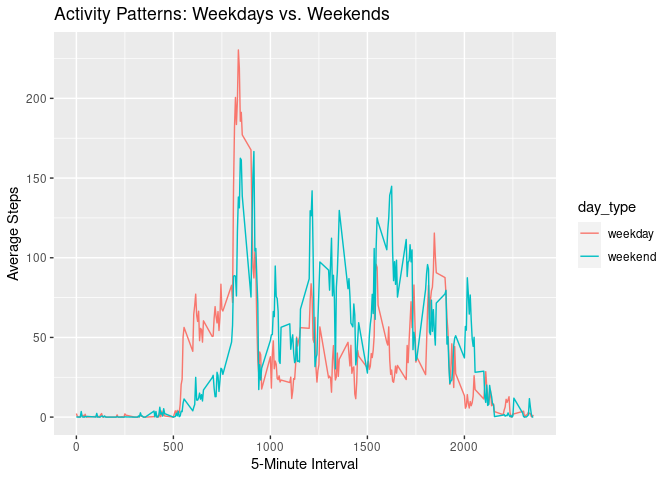 Activity Patterns: Weekdays vs. Weekends
Average Steps
200
150
100
50
0
0
500
1000
1500
2000
5-Minute Interval
day_type
weekday
weekend